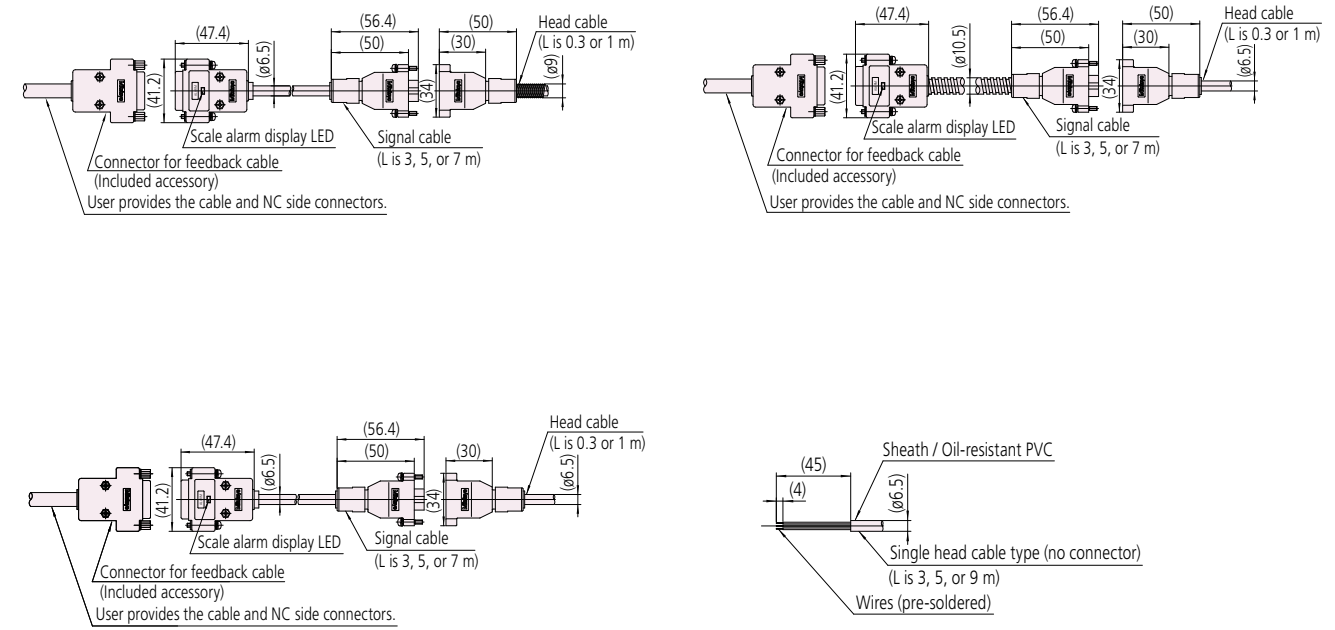 (47.4)
(56.4)
(50)
(50)
(30)
Head cable
(L is 0.3 or 1 m)
(ø6.5)
(ø9)
(41.2)
(34)
Scale alarm display LED
Signal cable
(L is 3, 5, or 7 m)
Connector for feedback cable
(Included accessory)
User provides the cable and NC side connectors.
(47.4)
(56.4)
(50)
(50)
(30)
Head cable
(L is 0.3 or 1 m)
(ø10.5)
(ø6.5)
(41.2)
(34)
Scale alarm display LED
Signal cable
(L is 3, 5, or 7 m)
Connector for feedback cable
(Included accessory)
User provides the cable and NC side connectors.
(47.4)
(56.4)
(50)
(30)
Head cable
(L is 0.3 or 1 m)
(ø6.5)
(ø6.5)
(41.2)
(34)
Scale alarm display LED
Signal cable
(L is 3, 5, or 7 m)
Connector for feedback cable
(Included accessory)
User provides the cable and NC side connectors.
Sheath / Oil-resistant PVC
(45)
(4)
(ø6.5)
Single head cable type (no connector)
(L is 3, 5, or 9 m)
Wires (pre-soldered)